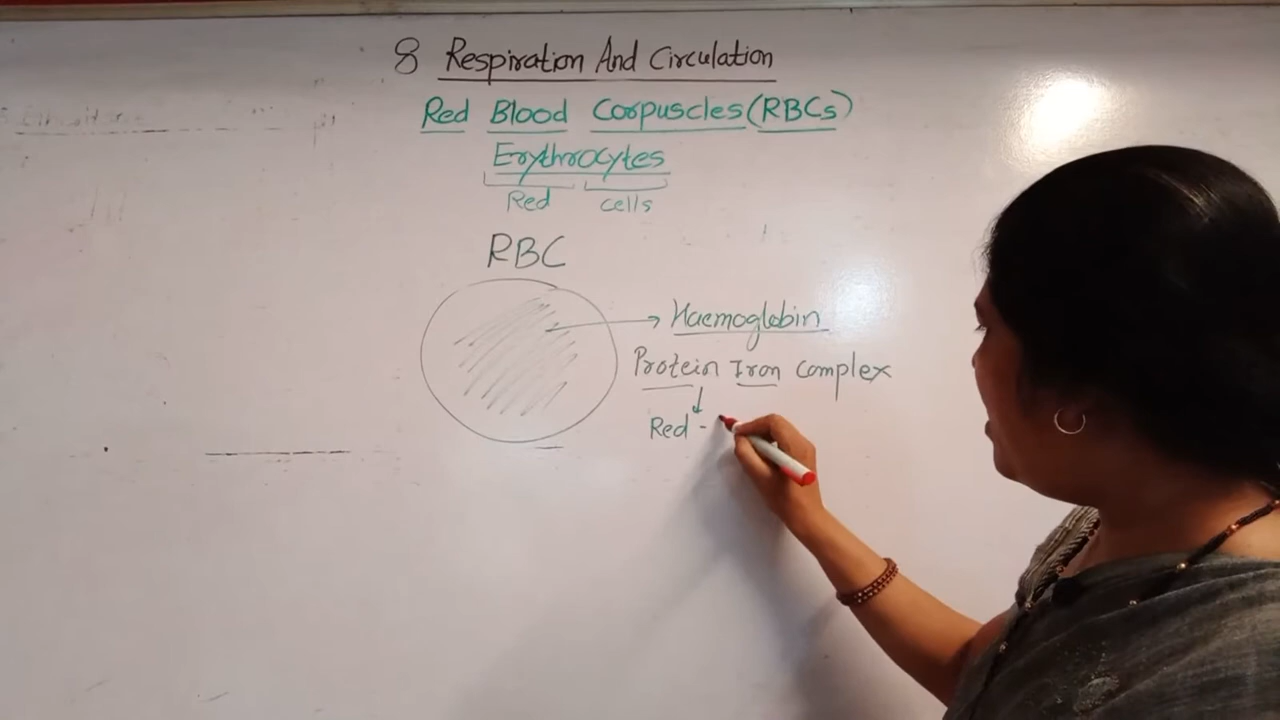 8 Respiration And Circulation
Red Blood Corpuscles (RBCs)
Erythrocytes
Red cells
RBC
Haemoglobin
Protein Iron complex
Red -